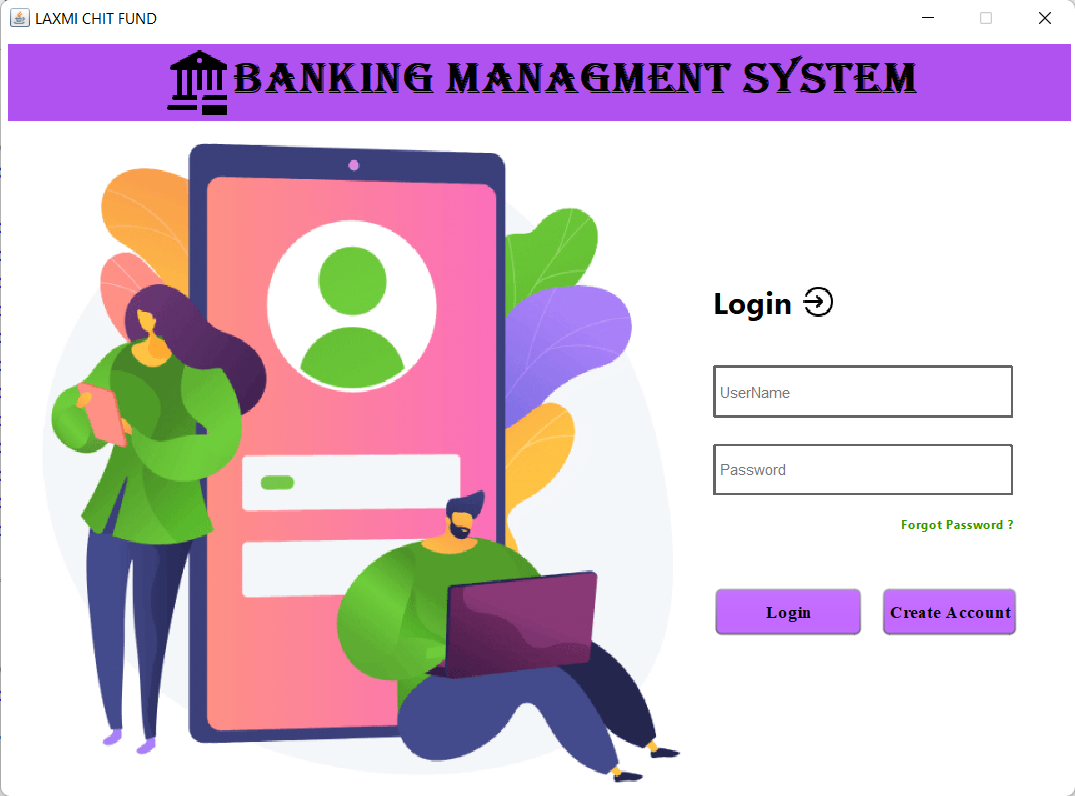 LAXMI CHIT FUND
BANKING MANAGMENT SYSTEM
Login
UserName
Password
Forgot Password ?
Login
Create Account